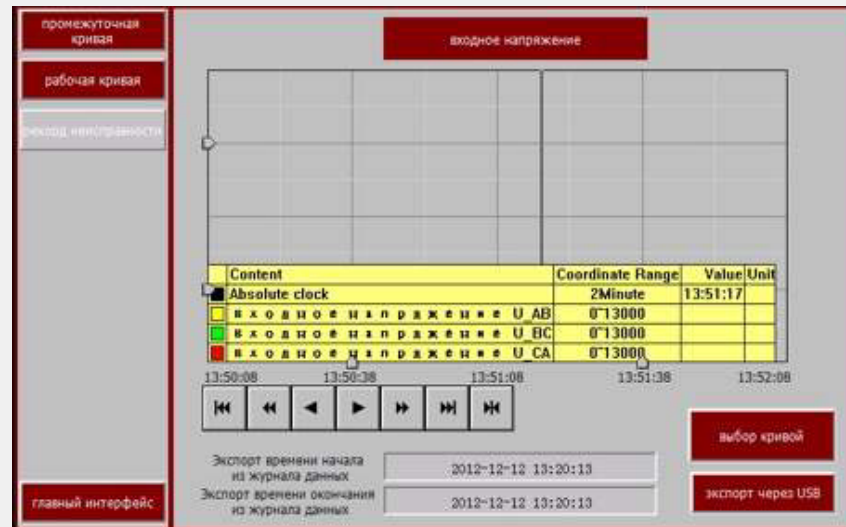 промежуточная
кривая
входное напряжение
рабочая кривая
рекорд неисправности
Content Coordinate Range Value Unit
Absolute clock 2Minute 13:51:17
входное напряжение U_AB 0~13000
входное напряжение U_BC 0~13000
входное напряжение U_CA 0~13000
13:50:08 13:50:38 13:51:08 13:51:38 13:52:08
выбор кривой
Экспорт времени начала
из журнала данных
2012-12-12 13:20:13
Экспорт времени окончания
из журнала данных
2012-12-12 13:20:13
экспорт через USB
главный интерфейс